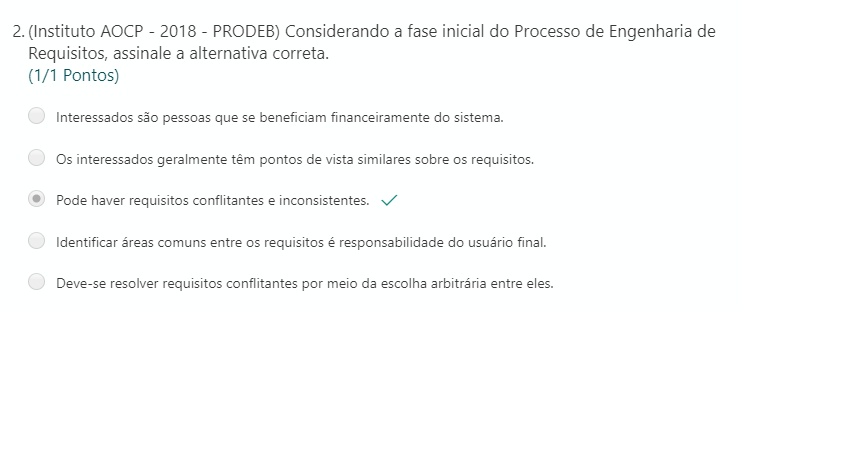 2. (Instituto AOCP - 2018 - PRODEB) Considerando a fase inicial do Processo de Engenharia de
Requisitos, assinale a alternativa correta.
(1/1 Pontos)
Interessados são pessoas que se beneficiam financeiramente do sistema.
Os interessados geralmente têm pontos de vista similares sobre os requisitos.
Pode haver requisitos conflitantes e inconsistentes.
Identificar áreas comuns entre os requisitos é responsabilidade do usuário final.
Deve-se resolver requisitos conflitantes por meio da escolha arbitrária entre eles.